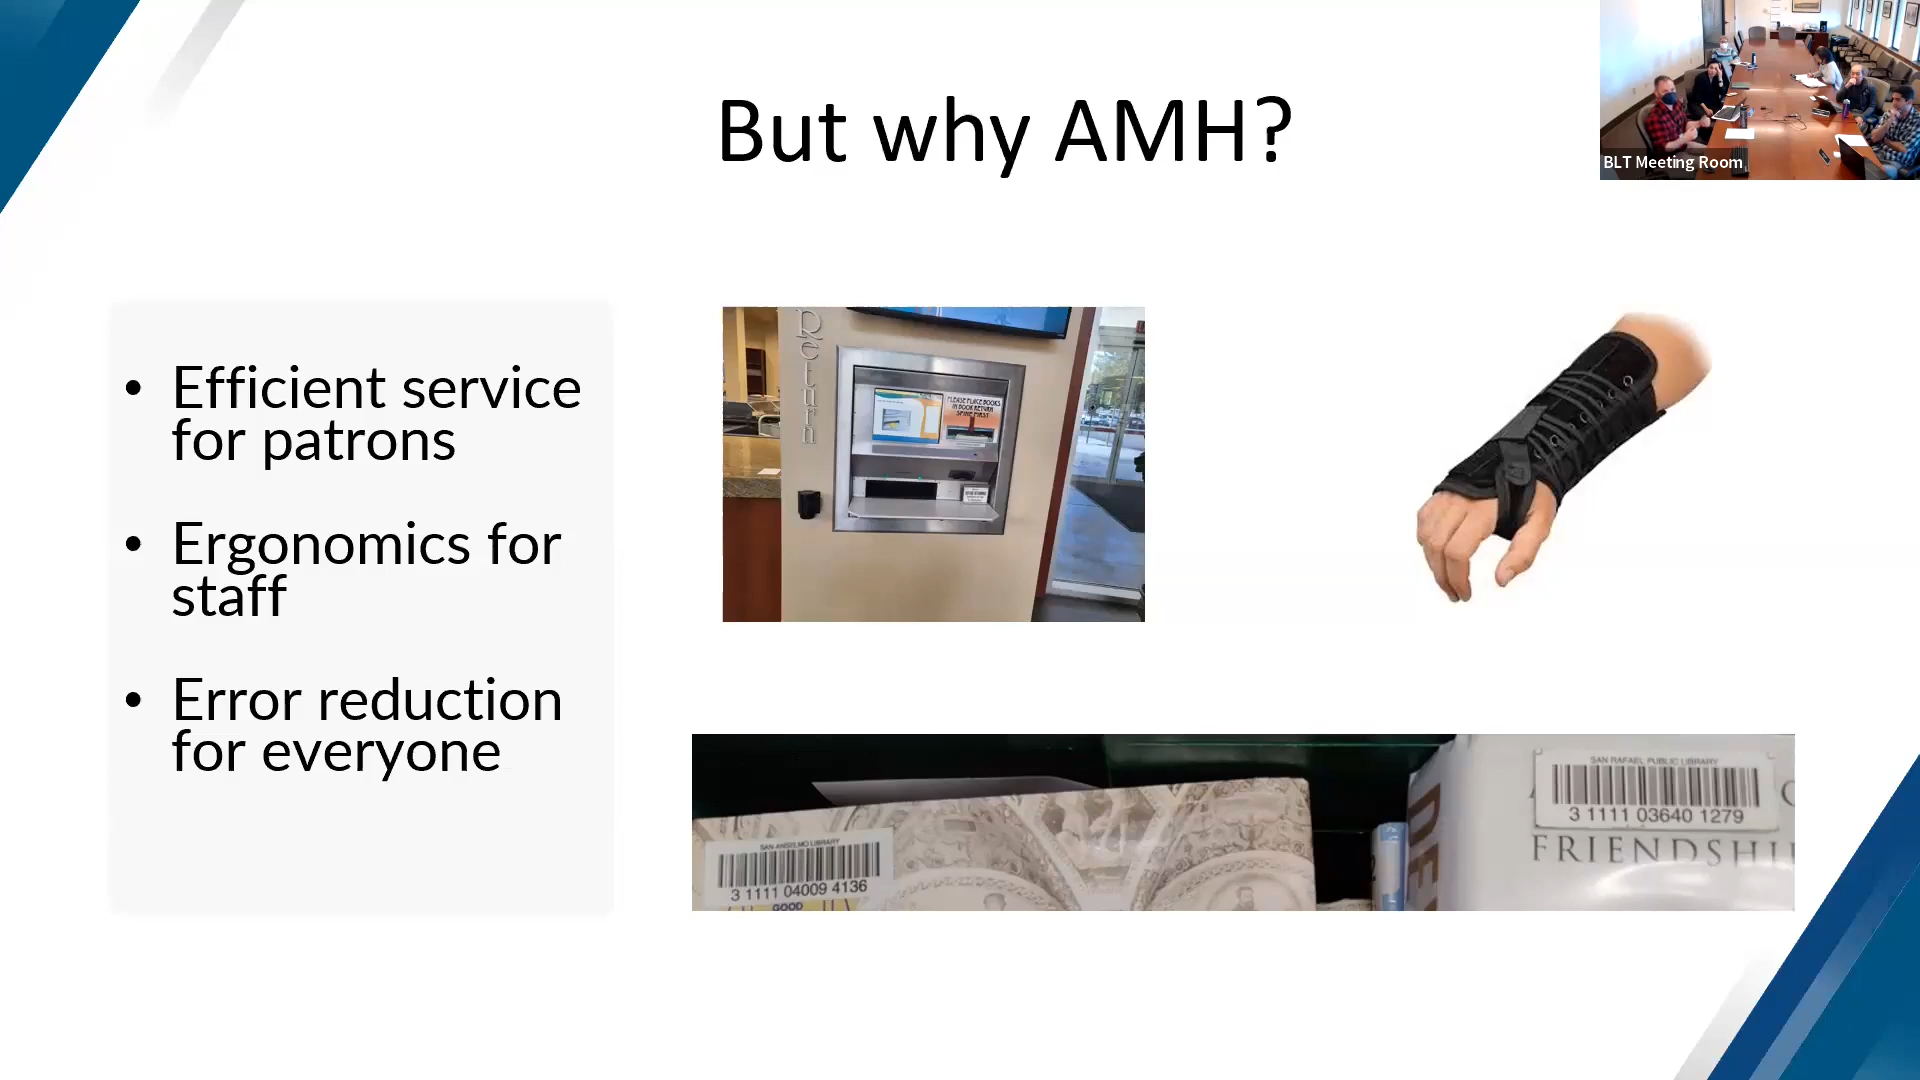 But why AMH?
BLT Meeting Room
• Efficient service
for patrons
• Ergonomics for
staff
• Error reduction
for everyone
Return
PLEASE PLACE BOOKS
IN BOOK RETURN
SPINE FIRST
SAN ANSELMO LIBRARY
3 1111 04009 4136
GOOD
SAN RAFAEL PUBLIC LIBRARY
3 1111 03640 1279
FRIENDSHI